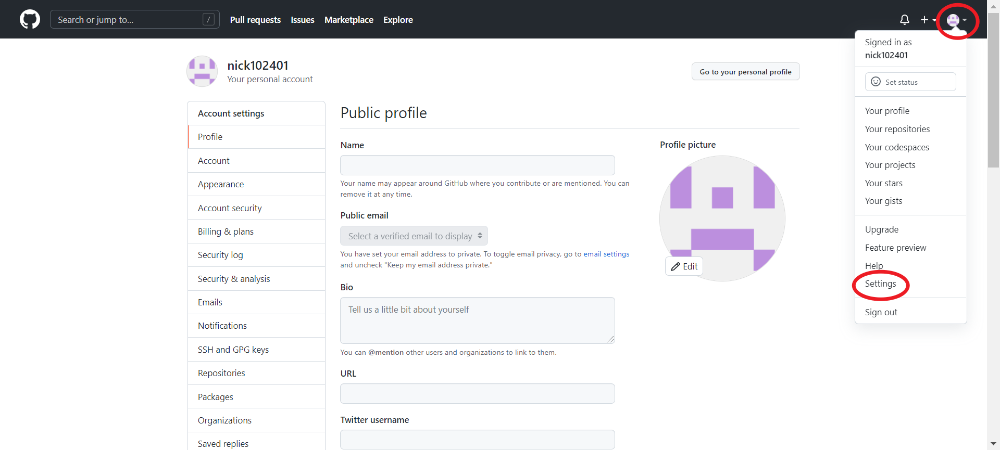 Search or jump to...
/
Pull requests
Issues
Marketplace
Explore
Signed in as
nick102401
Set status
Your profile
Your repositories
Your codespaces
Your projects
Your stars
Your gists
Upgrade
Feature preview
Help
Settings
Sign out
nick102401
Your personal account
Go to your personal profile
Account settings
Profile
Account
Appearance
Account security
Billing & plans
Security log
Security & analysis
Emails
Notifications
SSH and GPG keys
Repositories
Packages
Organizations
Saved replies
Public profile
Name
Your name may appear around GitHub where you contribute or are mentioned. You can
remove it at any time.
Public email
Select a verified email to display
You have set your email address to private. To toggle email privacy, go to email settings
and uncheck "Keep my email address private."
Bio
Tell us a little bit about yourself
You can @mention other users and organizations to link to them.
URL
Twitter username
Profile picture
Edit